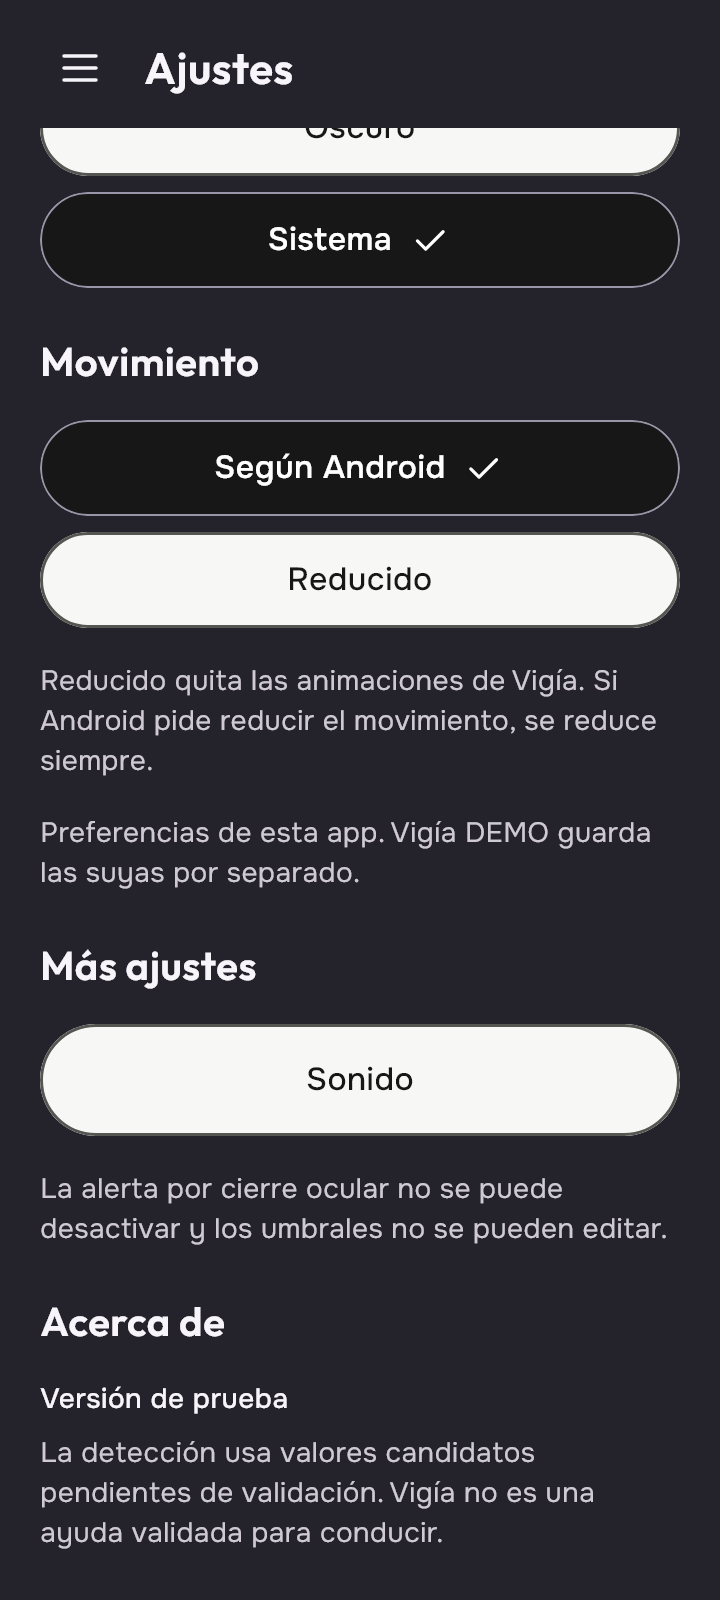 Ajustes
Oscuro
Sistema
Movimiento
Según Android
Reducido
Reducido quita las animaciones de Vigía. Si
Android pide reducir el movimiento, se reduce
siempre.
Preferencias de esta app. Vigía DEMO guarda
las suyas por separado.
Más ajustes
Sonido
La alerta por cierre ocular no se puede
desactivar y los umbrales no se pueden editar.
Acerca de
Versión de prueba
La detección usa valores candidatos
pendientes de validación. Vigía no es una
ayuda validada para conducir.